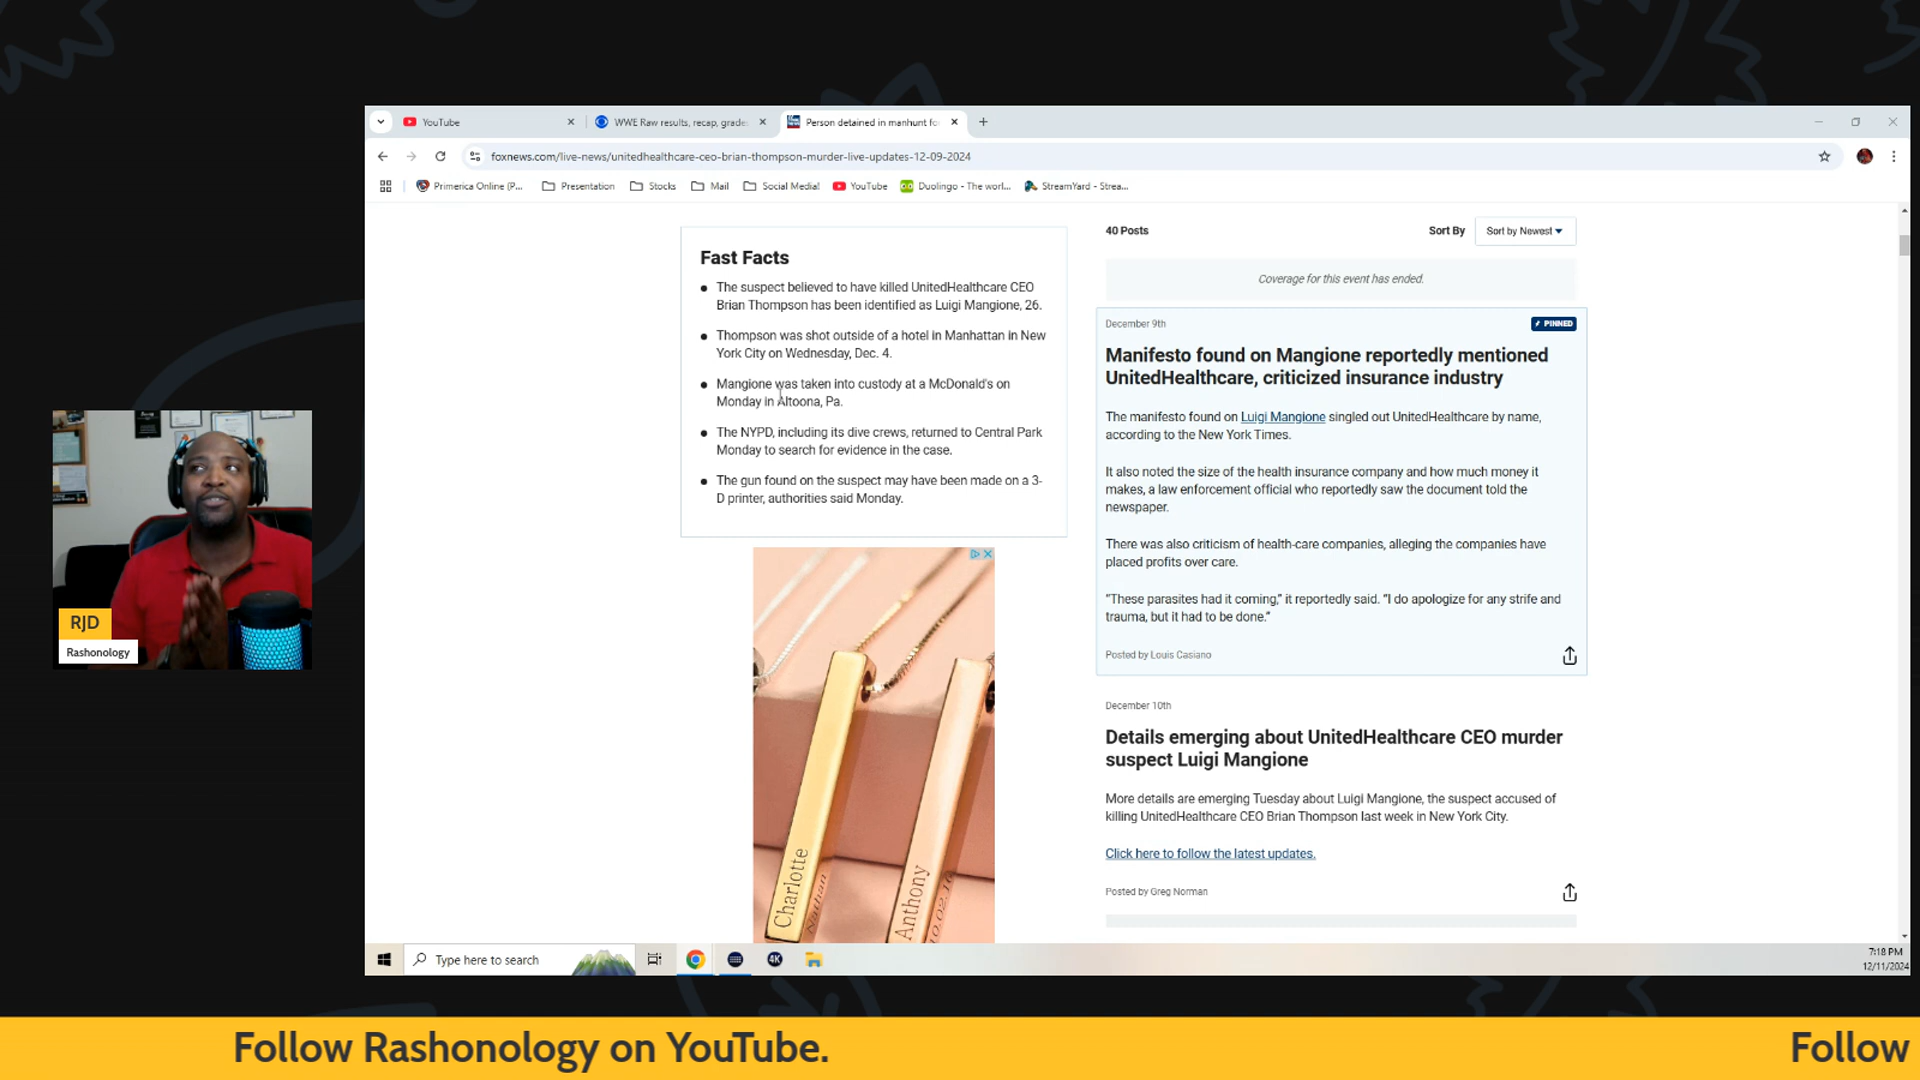 YouTube
WWE Raw results, recap, grade:
Person detained in manhunt fo
foxnews.com/live-news/unitedhealthcare-ceo-brian-thompson-murder-live-updates-12-09-2024
Primerica Online (P...
Presentation
Stocks
Mail
Social Media!
YouTube
Duolingo - The worl...
StreamYard - Strea...
Fast Facts
The suspect believed to have killed UnitedHealthcare CEO
Brian Thompson has been identified as Luigi Mangione, 26.
Thompson was shot outside of a hotel in Manhattan in New
York City on Wednesday, Dec. 4.
Mangione was taken into custody at a McDonald's on
Monday in Altoona, Pa.
The NYPD, including its dive crews, returned to Central Park
Monday to search for evidence in the case.
The gun found on the suspect may have been made on a 3-
D printer, authorities said Monday.
Charlotte
Nathan
Anthony
10.02.16
40 Posts
Sort By
Sort by Newest
Coverage for this event has ended.
December 9th
PINNED
Manifesto found on Mangione reportedly mentioned
UnitedHealthcare, criticized insurance industry
The manifesto found on Luigi Mangione singled out UnitedHealthcare by name,
according to the New York Times.
It also noted the size of the health insurance company and how much money it
makes, a law enforcement official who reportedly saw the document told the
newspaper.
There was also criticism of health-care companies, alleging the companies have
placed profits over care.
"These parasites had it coming," it reportedly said. "I do apologize for any strife and
trauma, but it had to be done."
Posted by Louis Casiano
December 10th
Details emerging about UnitedHealthcare CEO murder
suspect Luigi Mangione
More details are emerging Tuesday about Luigi Mangione, the suspect accused of
killing UnitedHealthcare CEO Brian Thompson last week in New York City.
Click here to follow the latest updates.
Posted by Greg Norman
RJD
Rashonology
Type here to search
4K
7:18 PM
12/11/2024
Follow Rashonology on YouTube.
Follow